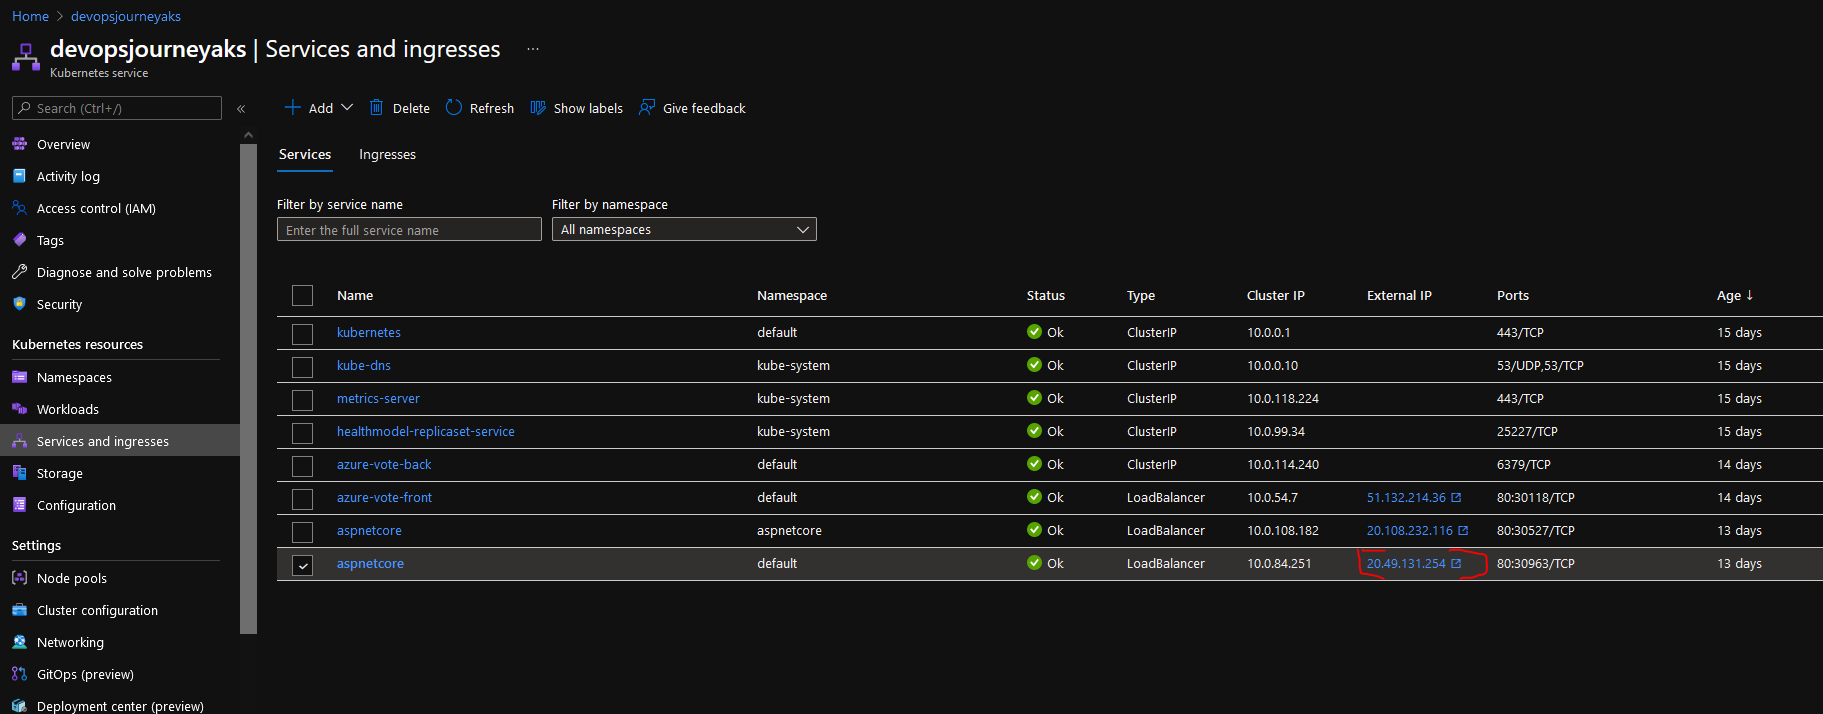 Home > devopsjourneyaks
devopsjourneyaks | Services and ingresses ...
Kubernetes service
Search (Ctrl+/) «
Add Delete Refresh Show labels Give feedback
Overview
Activity log
Access control (IAM)
Tags
Diagnose and solve problems
Security
Kubernetes resources
Namespaces
Workloads
Services and ingresses
Storage
Configuration
Settings
Node pools
Cluster configuration
Networking
GitOps (preview)
Deployment center (preview)
Services Ingresses
Filter by service name Filter by namespace
Enter the full service name All namespaces
Name Namespace Status Type Cluster IP External IP Ports Age ↓
kubernetes default Ok ClusterIP 10.0.0.1 443/TCP 15 days
kube-dns kube-system Ok ClusterIP 10.0.0.10 53/UDP,53/TCP 15 days
metrics-server kube-system Ok ClusterIP 10.0.118.224 443/TCP 15 days
healthmodel-replicaset-service kube-system Ok ClusterIP 10.0.99.34 25227/TCP 15 days
azure-vote-back default Ok ClusterIP 10.0.114.240 6379/TCP 14 days
azure-vote-front default Ok LoadBalancer 10.0.54.7 51.132.214.36 80:30118/TCP 14 days
aspnetcore aspnetcore Ok LoadBalancer 10.0.108.182 20.108.232.116 80:30527/TCP 13 days
aspnetcore default Ok LoadBalancer 10.0.84.251 20.49.131.254 80:30963/TCP 13 days